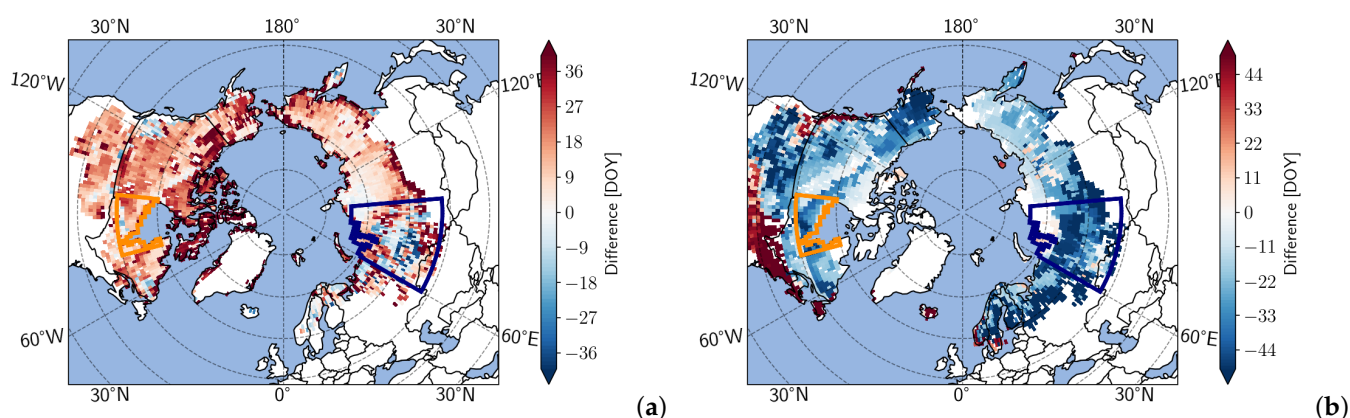 30°N 180° 30°N
120°W 120°E
60°W 60°E
30°N 0° 30°N
36
27
18
9
0
−9
−18
−27
−36
Difference [DOY]
(a)
30°N 180° 30°N
120°W 120°E
60°W 60°E
30°N 0° 30°N
44
33
22
11
0
−11
−22
−33
−44
Difference [DOY]
(b)